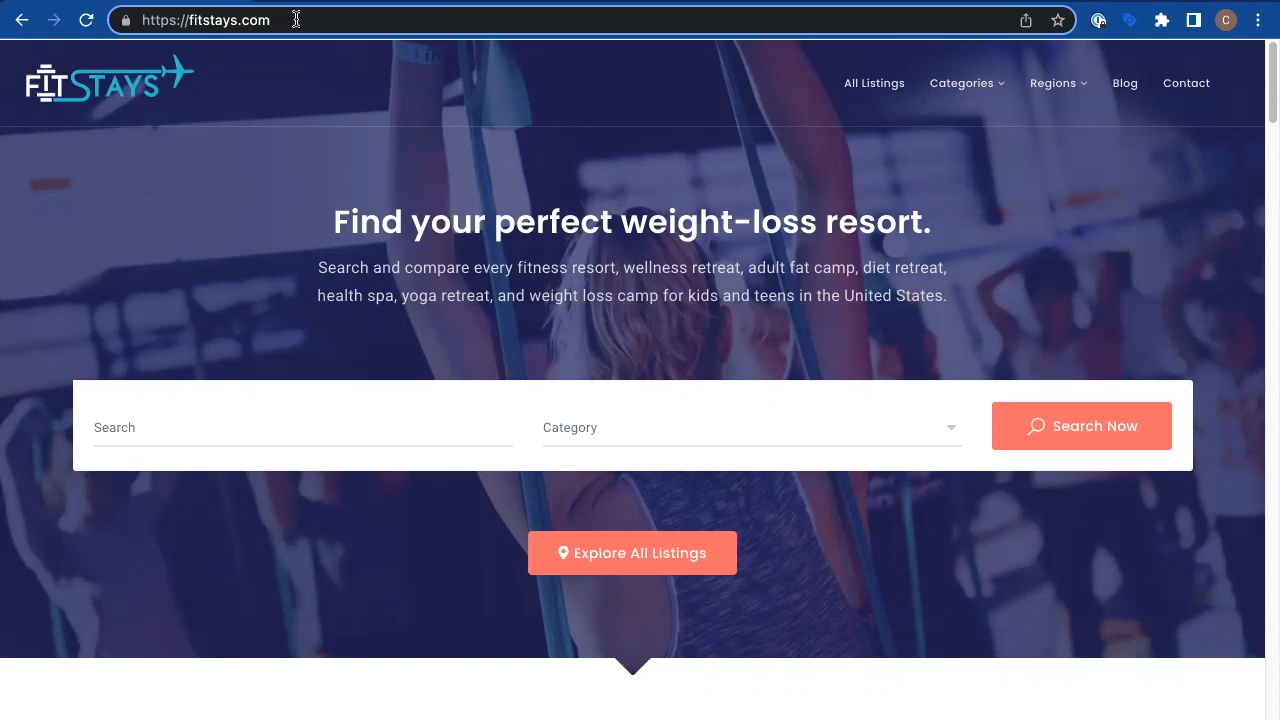 https://fitstays.com
C
FIT STAYS
All Listings
Categories
Regions
Blog
Contact
Find your perfect weight-loss resort.
Search and compare every fitness resort, wellness retreat, adult fat camp, diet retreat,
health spa, yoga retreat, and weight loss camp for kids and teens in the United States.
Search
Category
Search Now
Explore All Listings